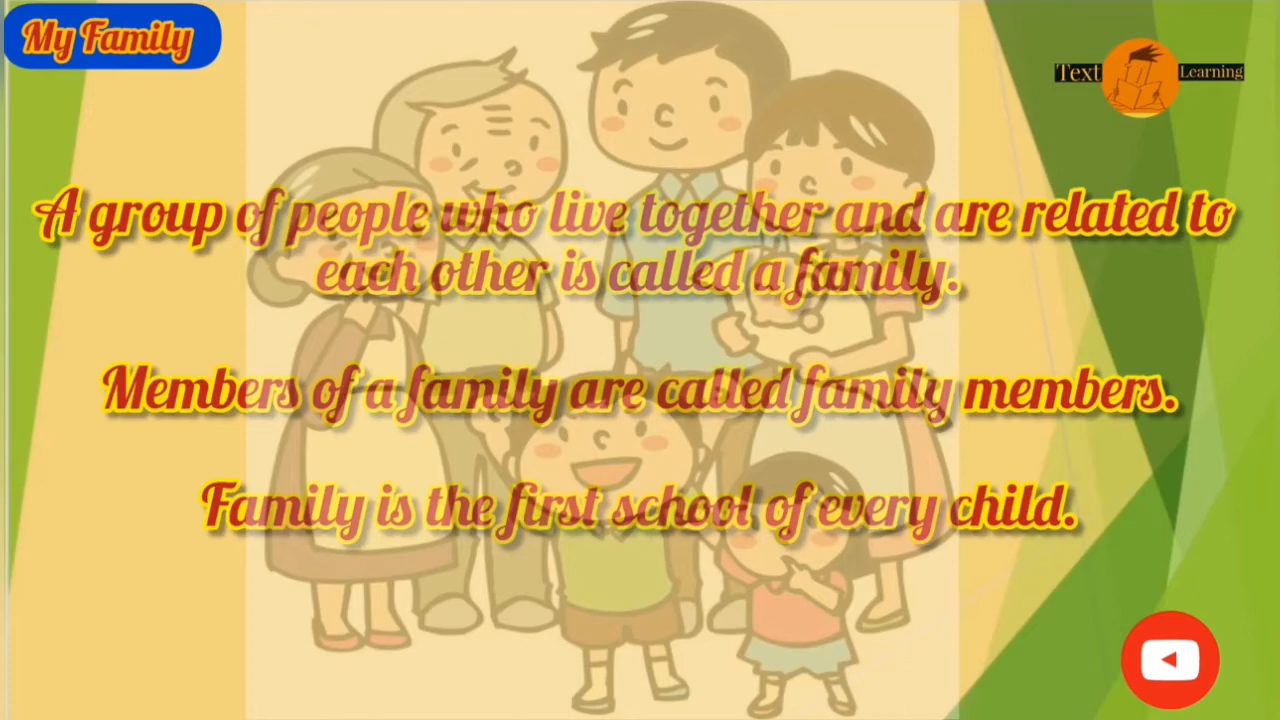 My Family
Text Learning
A group of people who live together and are related to
each other is called a family.
Members of a family are called family members.
Family is the first school of every child.